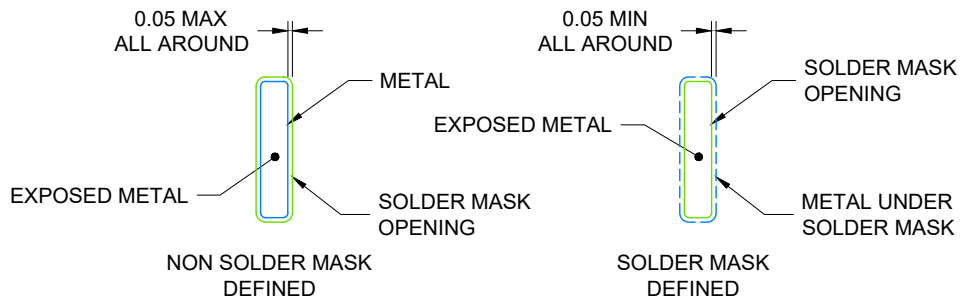 0.05 MAX
ALL AROUND
METAL
EXPOSED METAL
SOLDER MASK
OPENING
NON SOLDER MASK
DEFINED
0.05 MIN
ALL AROUND
SOLDER MASK
OPENING
EXPOSED METAL
METAL UNDER
SOLDER MASK
SOLDER MASK
DEFINED